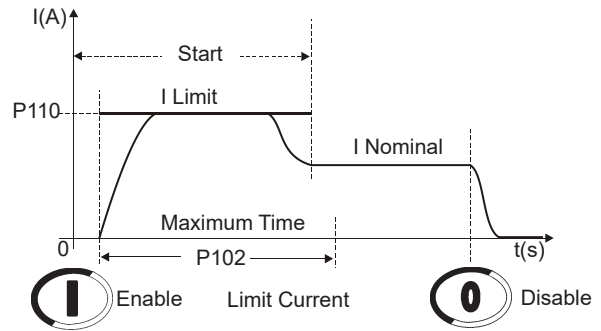 I(A)
Start
I Limit
P110
I Nominal
Maximum Time
0
t(s)
P102
I Enable
Limit Current
0 Disable